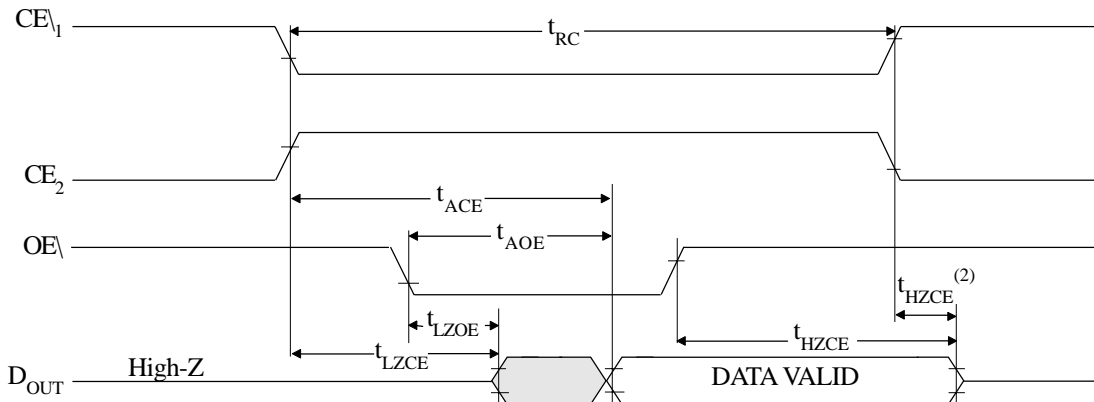 CE\1
tRC
CE2
tACE
OE\
tAOE
tHZCE(2)
tLZOE
tHZCE
tLZCE
DOUT High-Z DATA VALID